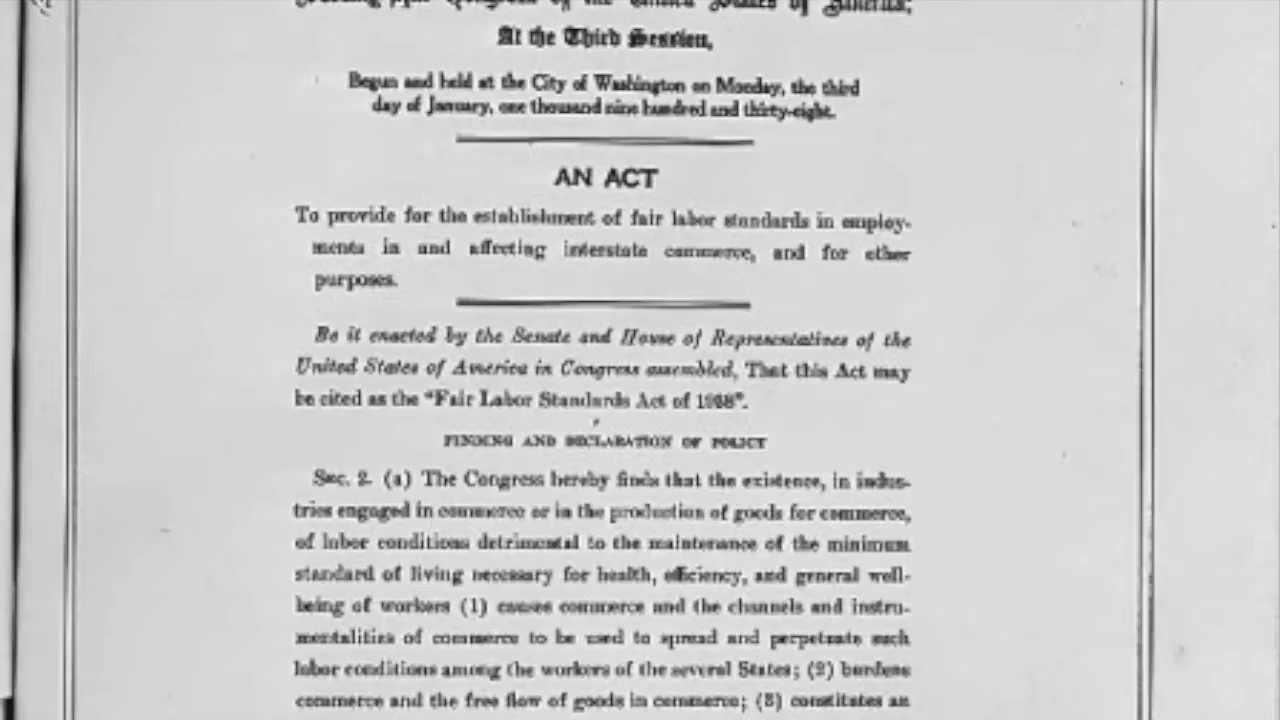 Congress of the United States of America;
At the Third Session,
Begun and held at the City of Washington on Monday, the third
day of January, one thousand nine hundred and thirty-eight.
AN ACT
To provide for the establishment of fair labor standards in employ-
ments in and affecting interstate commerce, and for other
purposes.
Be it enacted by the Senate and House of Representatives of the
United States of America in Congress assembled, That this Act may
be cited as the "Fair Labor Standards Act of 1938".
FINDING AND DECLARATION OF POLICY
Sec. 2. (a) The Congress hereby finds that the existence, in indus-
tries engaged in commerce or in the production of goods for commerce,
of labor conditions detrimental to the maintenance of the minimum
standard of living necessary for health, efficiency, and general well-
being of workers (1) causes commerce and the channels and instru-
mentalities of commerce to be used to spread and perpetuate such
labor conditions among the workers of the several States; (2) burdens
commerce and the free flow of goods in commerce; (3) constitutes an